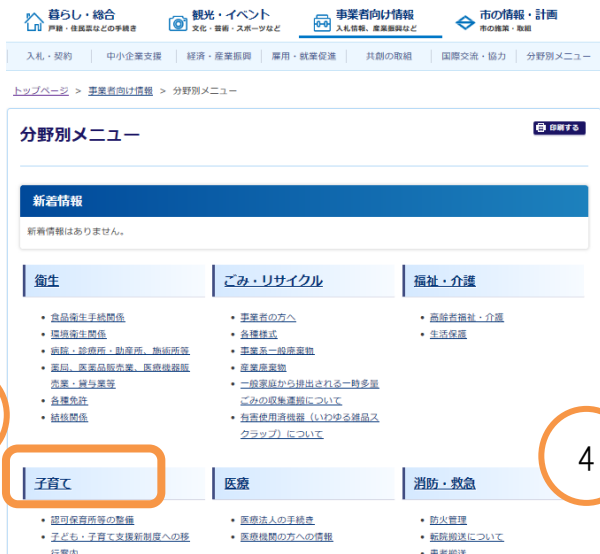 暮らし・総合
戸籍・住民票などの手続き
観光・イベント
文化・芸術・スポーツなど
事業者向け情報
入札情報、産業振興など
市の情報・計画
市の施策・取組
入札・契約
中小企業支援
経済・産業振興
雇用・就業促進
共創の取組
国際交流・協力
分野別メニュー
トップページ > 事業者向け情報 > 分野別メニュー
分野別メニュー
印刷する
新着情報
新着情報はありません。
衛生
・食品衛生手続関係
・環境衛生関係
・病院・診療所・助産所、施術所等
・薬局、医薬品販売業、医療機器販
売業・貸与業等
・各種免許
・結核関係
ごみ・リサイクル
・事業者の方へ
・各種様式
・事業系一般廃棄物
・産業廃棄物
・一般家庭から排出される一時多量
ごみの収集運搬について
・有害使用済機器（いわゆる雑品ス
クラップ）について
福祉・介護
・高齢者福祉・介護
・生活保護
子育て
・認可保育所等の整備
・子ども・子育て支援新制度への移
行案内
医療
・医療法人の手続き
・医療機関の方への情報
消防・救急
・防火管理
・転院搬送について
・患者搬送
4